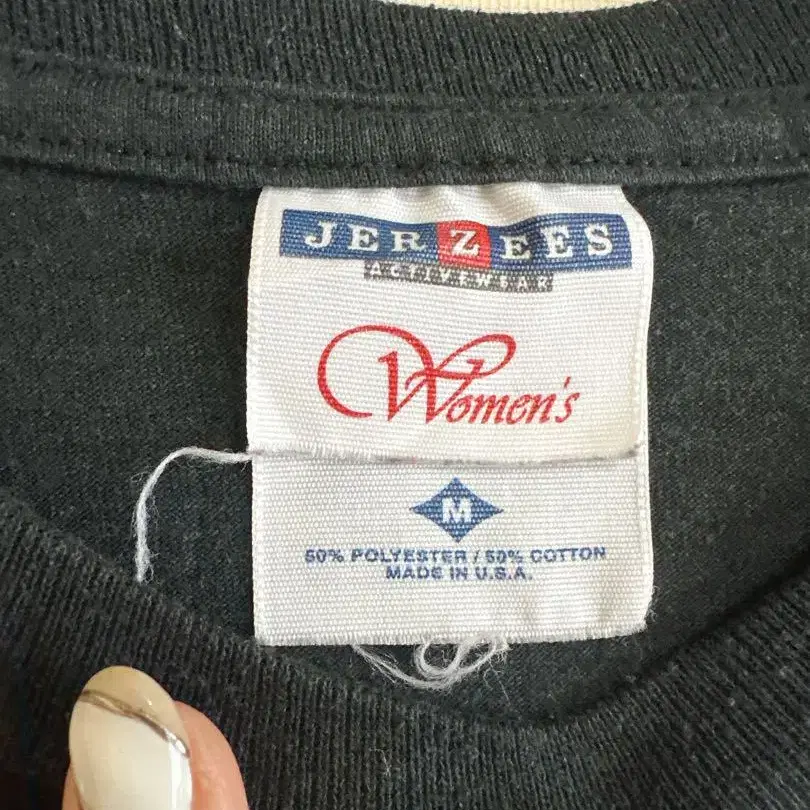 JERZEES
ACTIVEWEAR
Women's
M
50% POLYESTER / 50% COTTON
MADE IN U.S.A.